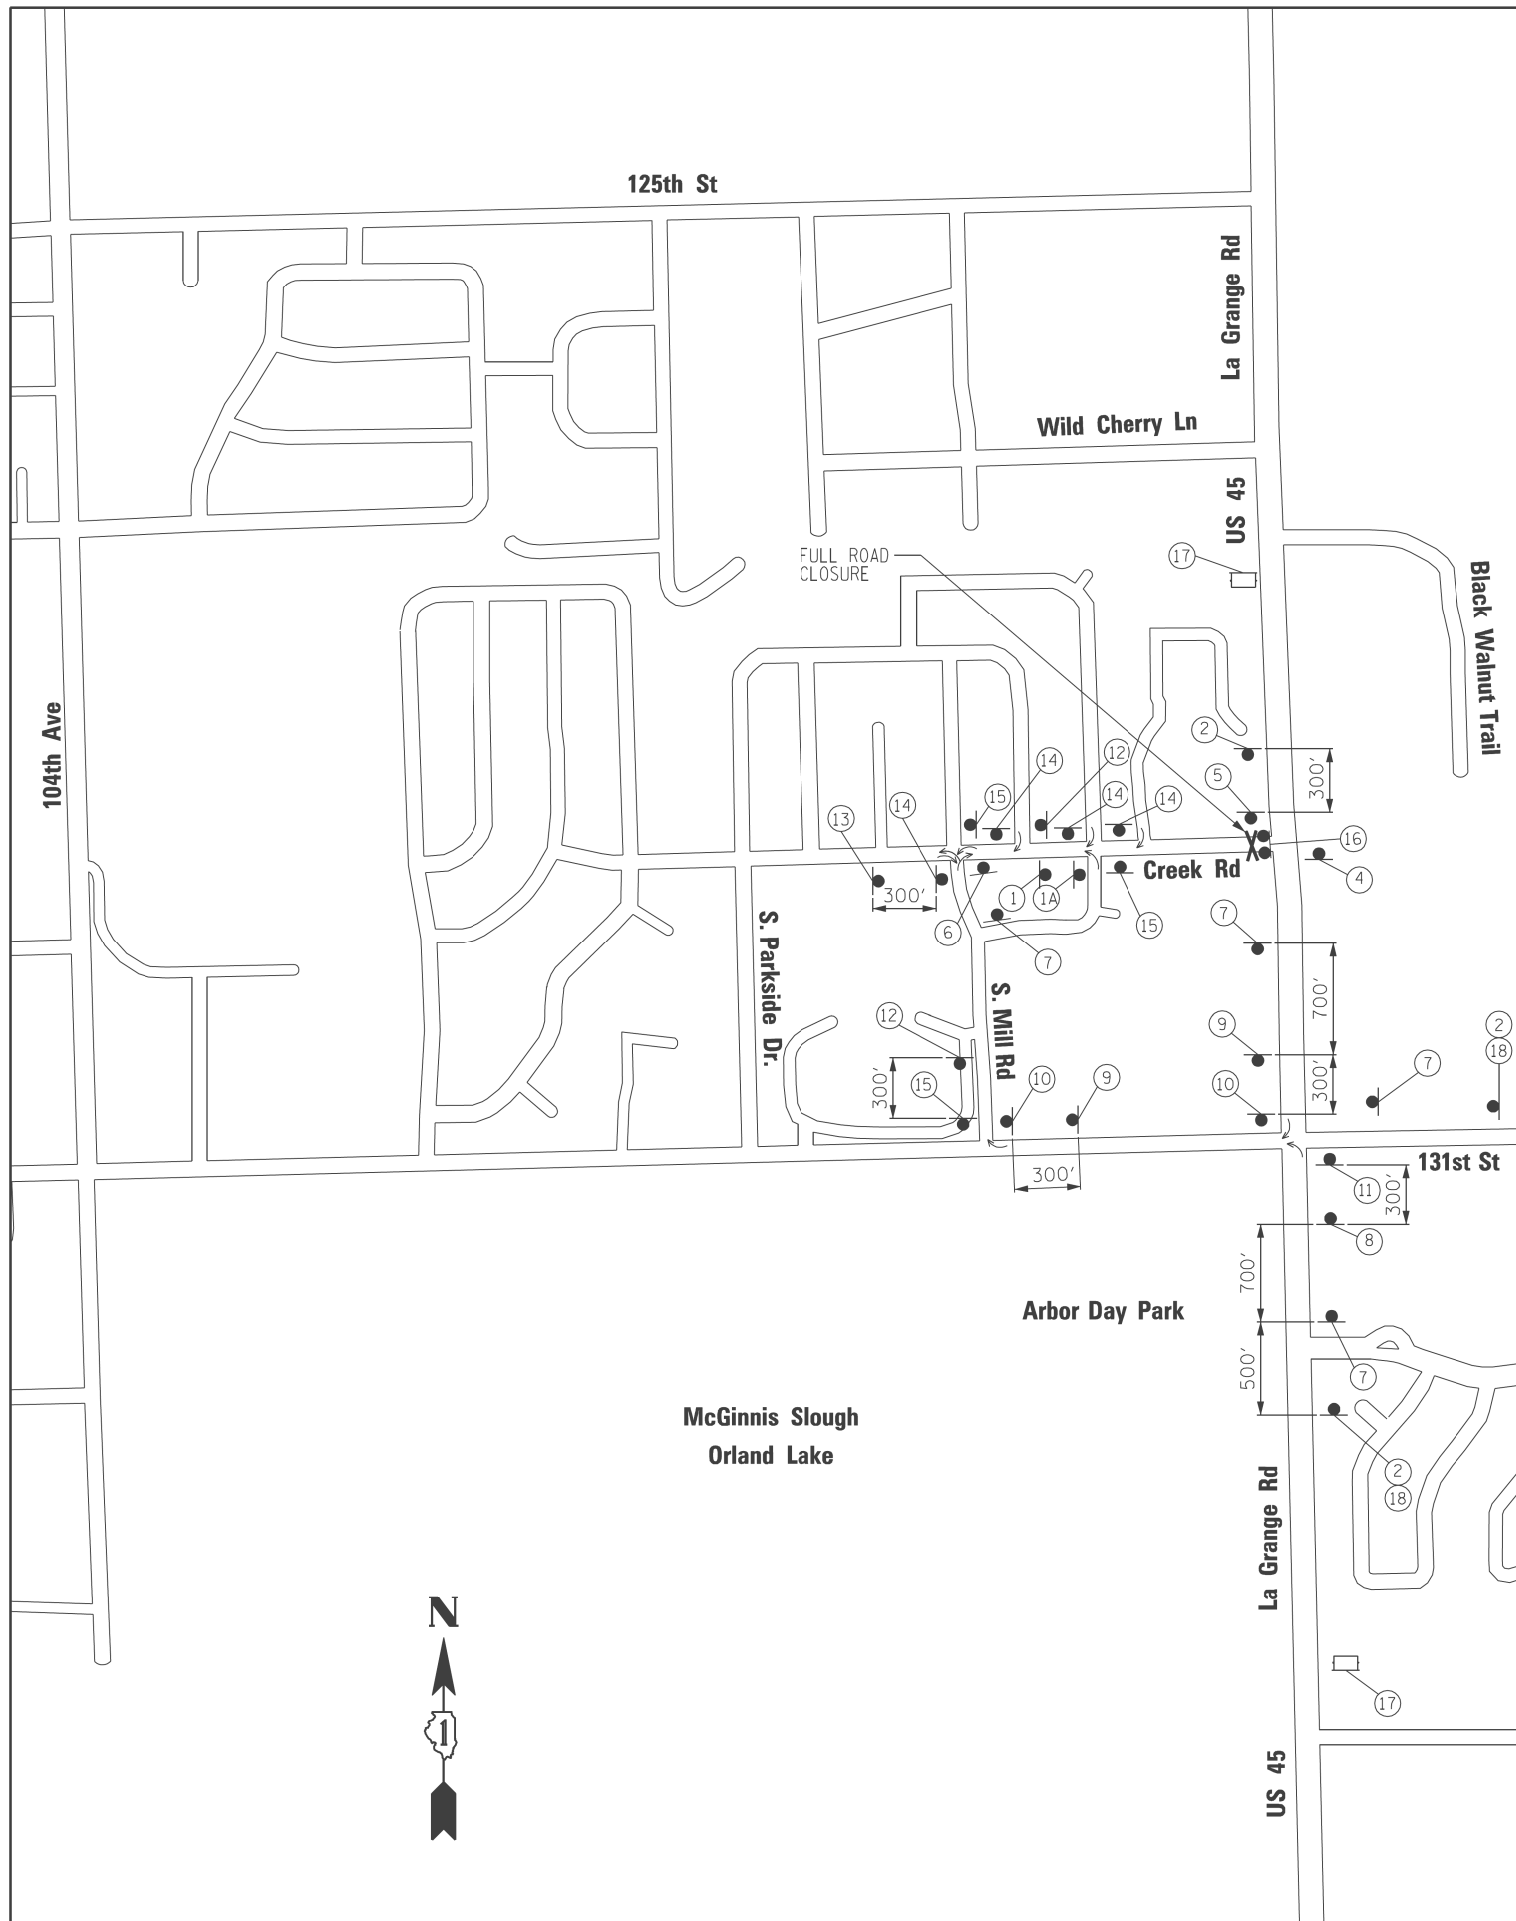 125th St
La Grange Rd
Wild Cherry Ln
US 45
FULL ROAD
CLOSURE
17
Black Walnut Trail
104th Ave
2
5
300'
12
14
15
14
14
13
14
16
4
Creek Rd
300'
1
1A
6
7
15
7
S. Parkside Dr.
S. Mill Rd
700'
12
9
2
18
7
300'
15
10
9
10
300'
300'
131st St
11
300'
8
700'
Arbor Day Park
7
500'
McGinnis Slough
Orland Lake
2
18
La Grange Rd
N
1
17
US 45